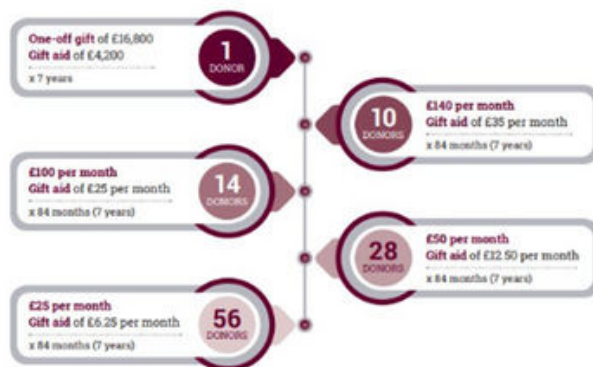 One-off gift of £16,800
Gift aid of £4,200
x 7 years
1
DONOR
10
DONORS
£140 per month
Gift aid of £35 per month
x 84 months (7 years)
£100 per month
Gift aid of £25 per month
x 84 months (7 years)
14
DONORS
28
DONORS
£50 per month
Gift aid of £12.50 per month
x 84 months (7 years)
£25 per month
Gift aid of £6.25 per month
x 84 months (7 years)
56
DONORS